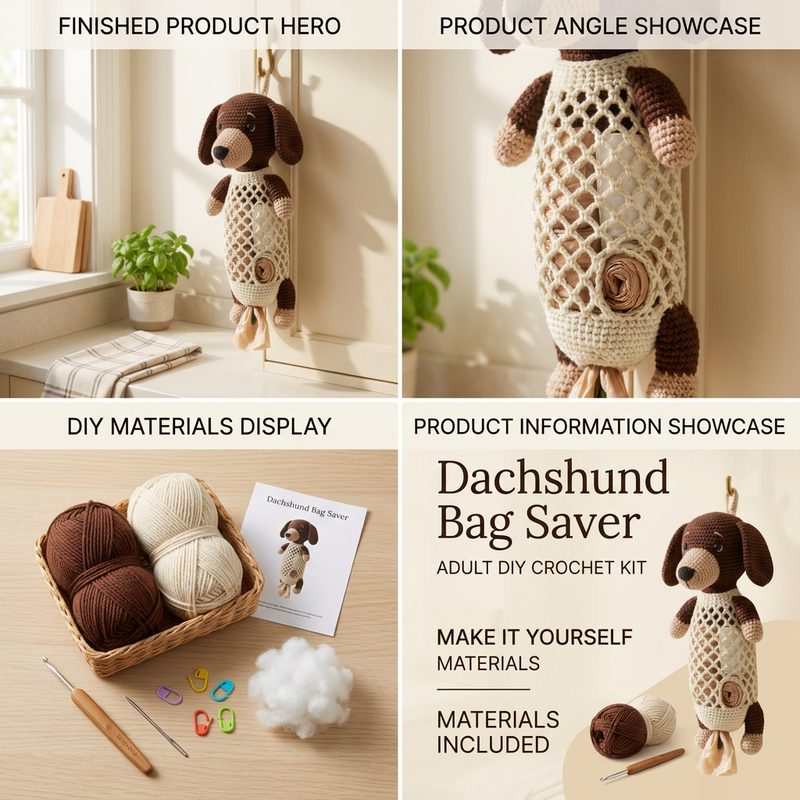 FINISHED PRODUCT HERO
PRODUCT ANGLE SHOWCASE
DIY MATERIALS DISPLAY
Dachshund Bag Saver
PRODUCT INFORMATION SHOWCASE
Dachshund
Bag Saver
ADULT DIY CROCHET KIT
MAKE IT YOURSELF
MATERIALS
MATERIALS
INCLUDED